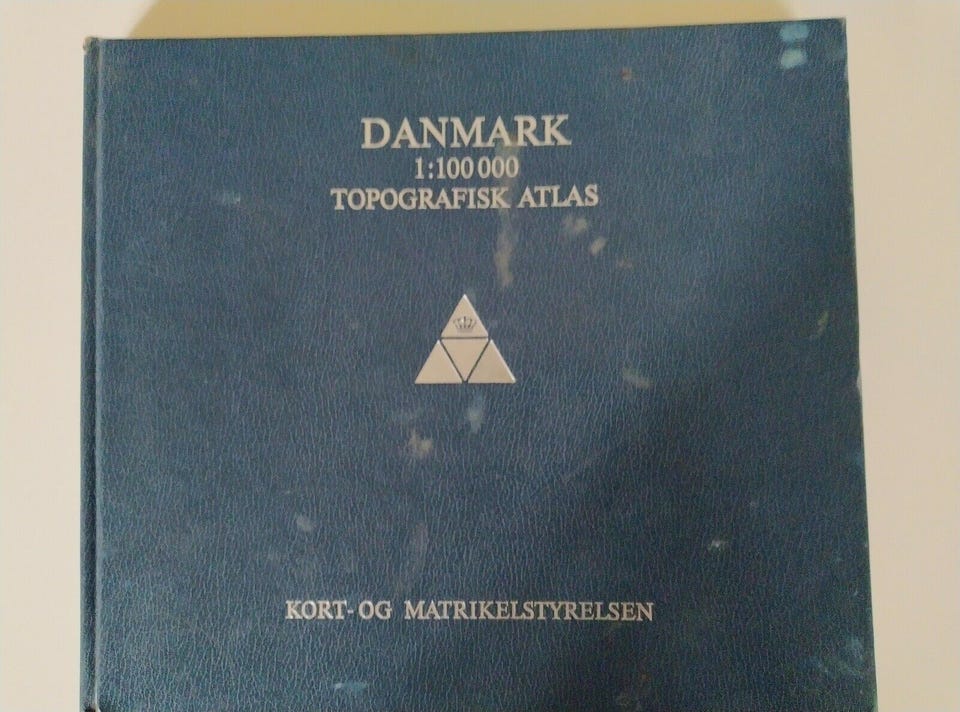 DANMARK
1:100 000
TOPOGRAFISK ATLAS
KORT- OG MATRIKELSTYRELSEN